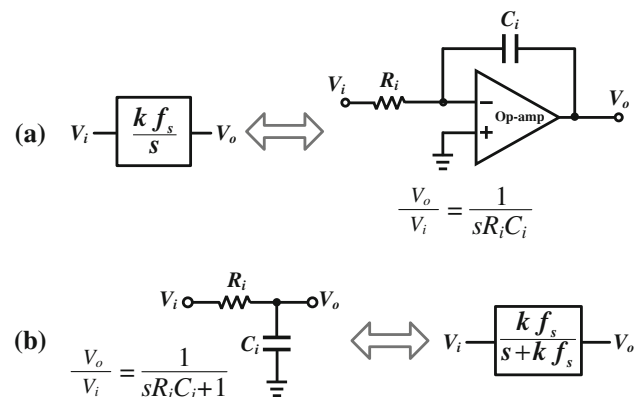 C_i
V_i R_i V_o
k f_s
(a) V_i — V_o
s
−
Op-amp
+
V_o / V_i = 1 / sR_iC_i
R_i
V_i V_o
(b) C_i
V_o / V_i = 1 / sR_iC_i+1
V_i k f_s / s+k f_s V_o